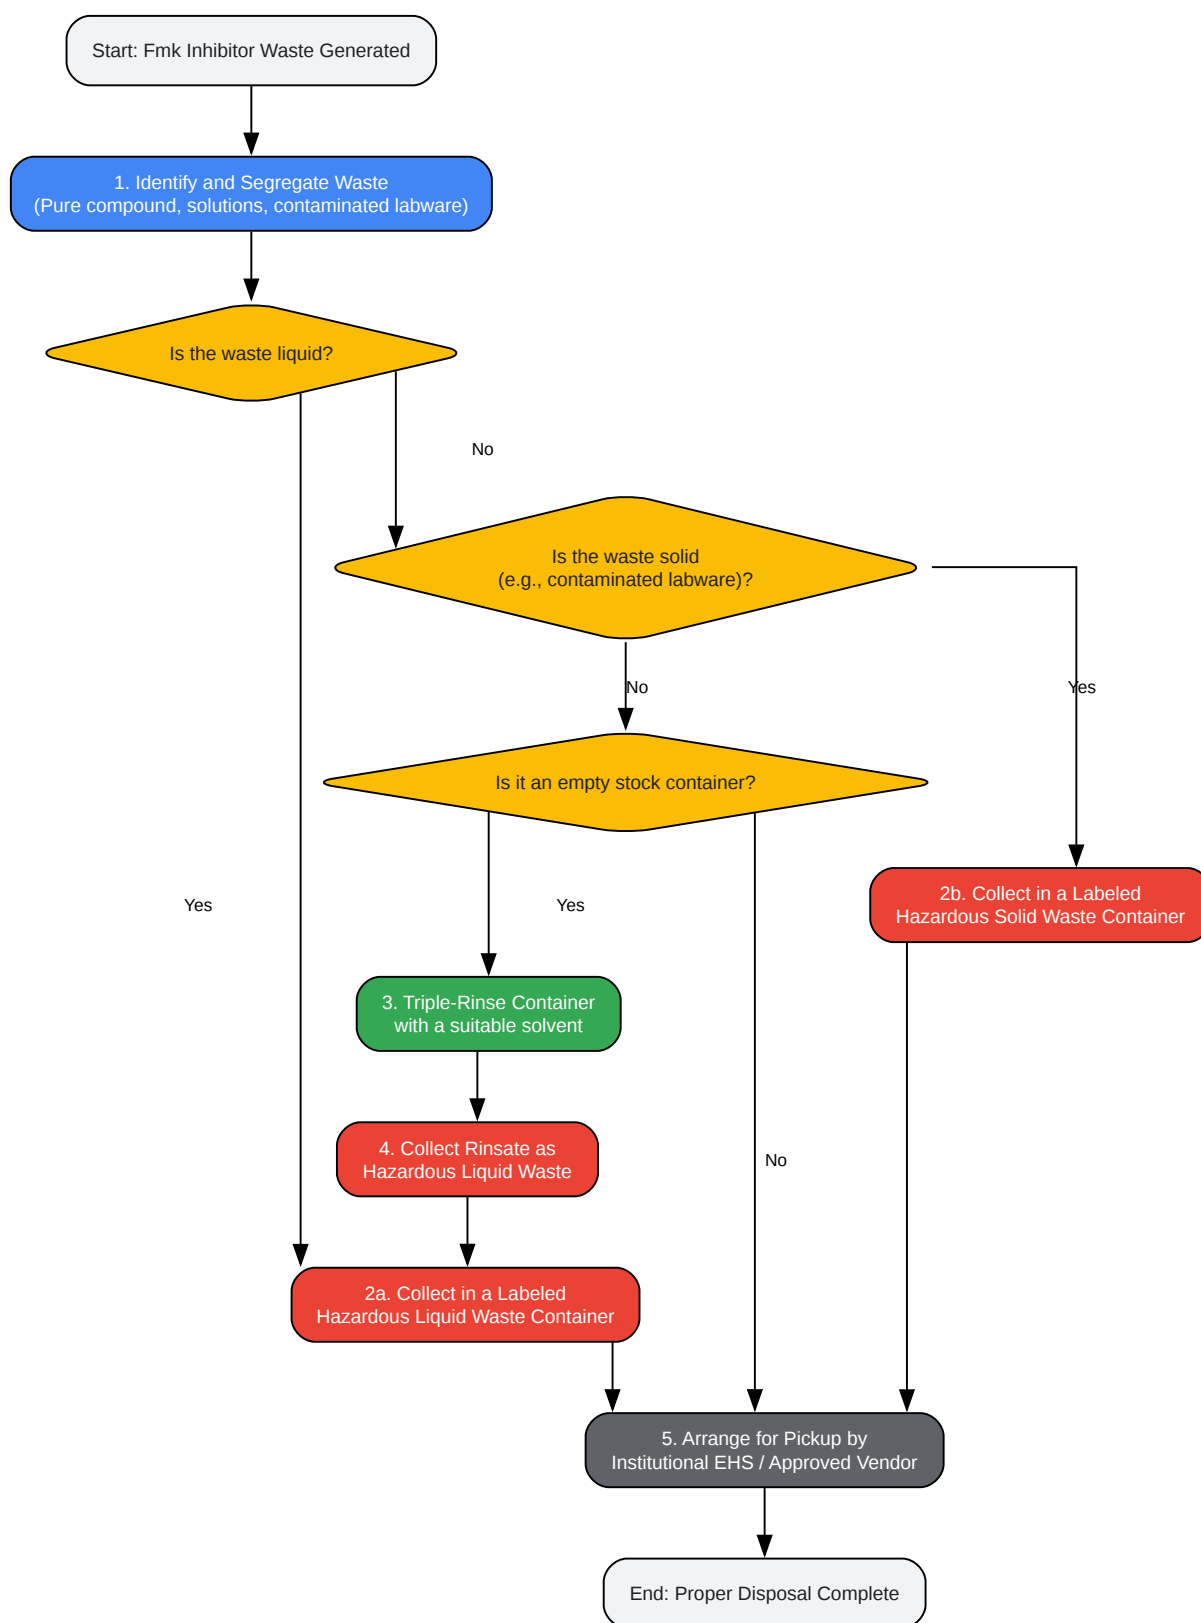 Start: Fmk Inhibitor Waste Generated
1. Identify and Segregate Waste
(Pure compound, solutions, contaminated labware)
Is the waste liquid?
No
Is the waste solid
(e.g., contaminated labware)?
No
Yes
Is it an empty stock container?
Yes
Yes
2b. Collect in a Labeled
Hazardous Solid Waste Container
3. Triple-Rinse Container
with a suitable solvent
4. Collect Rinsate as
Hazardous Liquid Waste
No
2a. Collect in a Labeled
Hazardous Liquid Waste Container
5. Arrange for Pickup by
Institutional EHS / Approved Vendor
End: Proper Disposal Complete